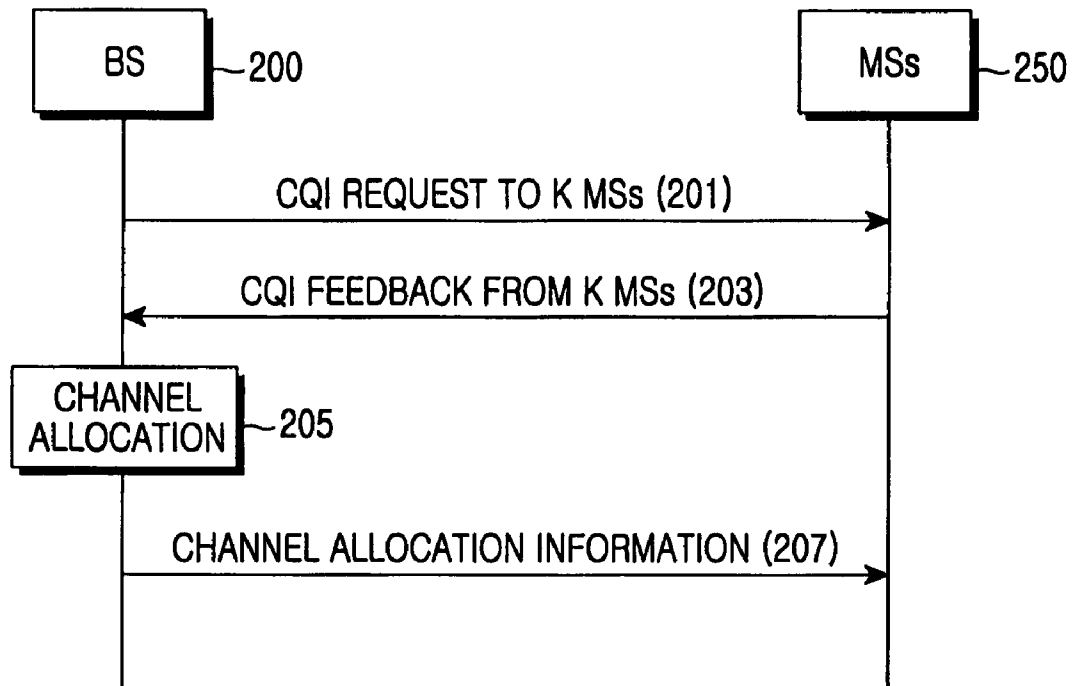 BS
200
MSs
250
CQI REQUEST TO K MSs (201)
CQI FEEDBACK FROM K MSs (203)
CHANNEL
ALLOCATION
205
CHANNEL ALLOCATION INFORMATION (207)